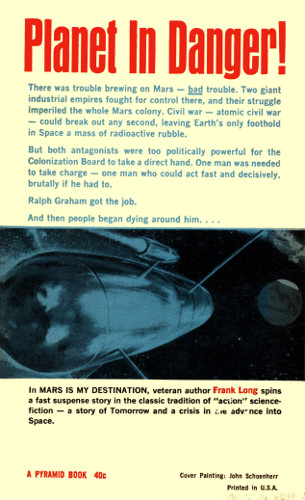 Planet In Danger!
There was trouble brewing on Mars — bad trouble. Two giant
industrial empires fought for control there, and their struggle
imperiled the whole Mars colony. Civil war — atomic civil war
— could break out any second, leaving Earth's only foothold
in Space a mass of radioactive rubble.
But both antagonists were too politically powerful for the
Colonization Board to take a direct hand. One man was needed
to take charge — one man who could act fast and decisively,
brutally if he had to.
Ralph Graham got the job.
And then people began dying around him. . . .
In MARS IS MY DESTINATION, veteran author Frank Long spins
a fast suspense story in the classic tradition of "action" science-
fiction — a story of Tomorrow and a crisis in the advance into
Space.
A PYRAMID BOOK 40c
Cover Painting: John Schoenherr
Printed in U.S.A.